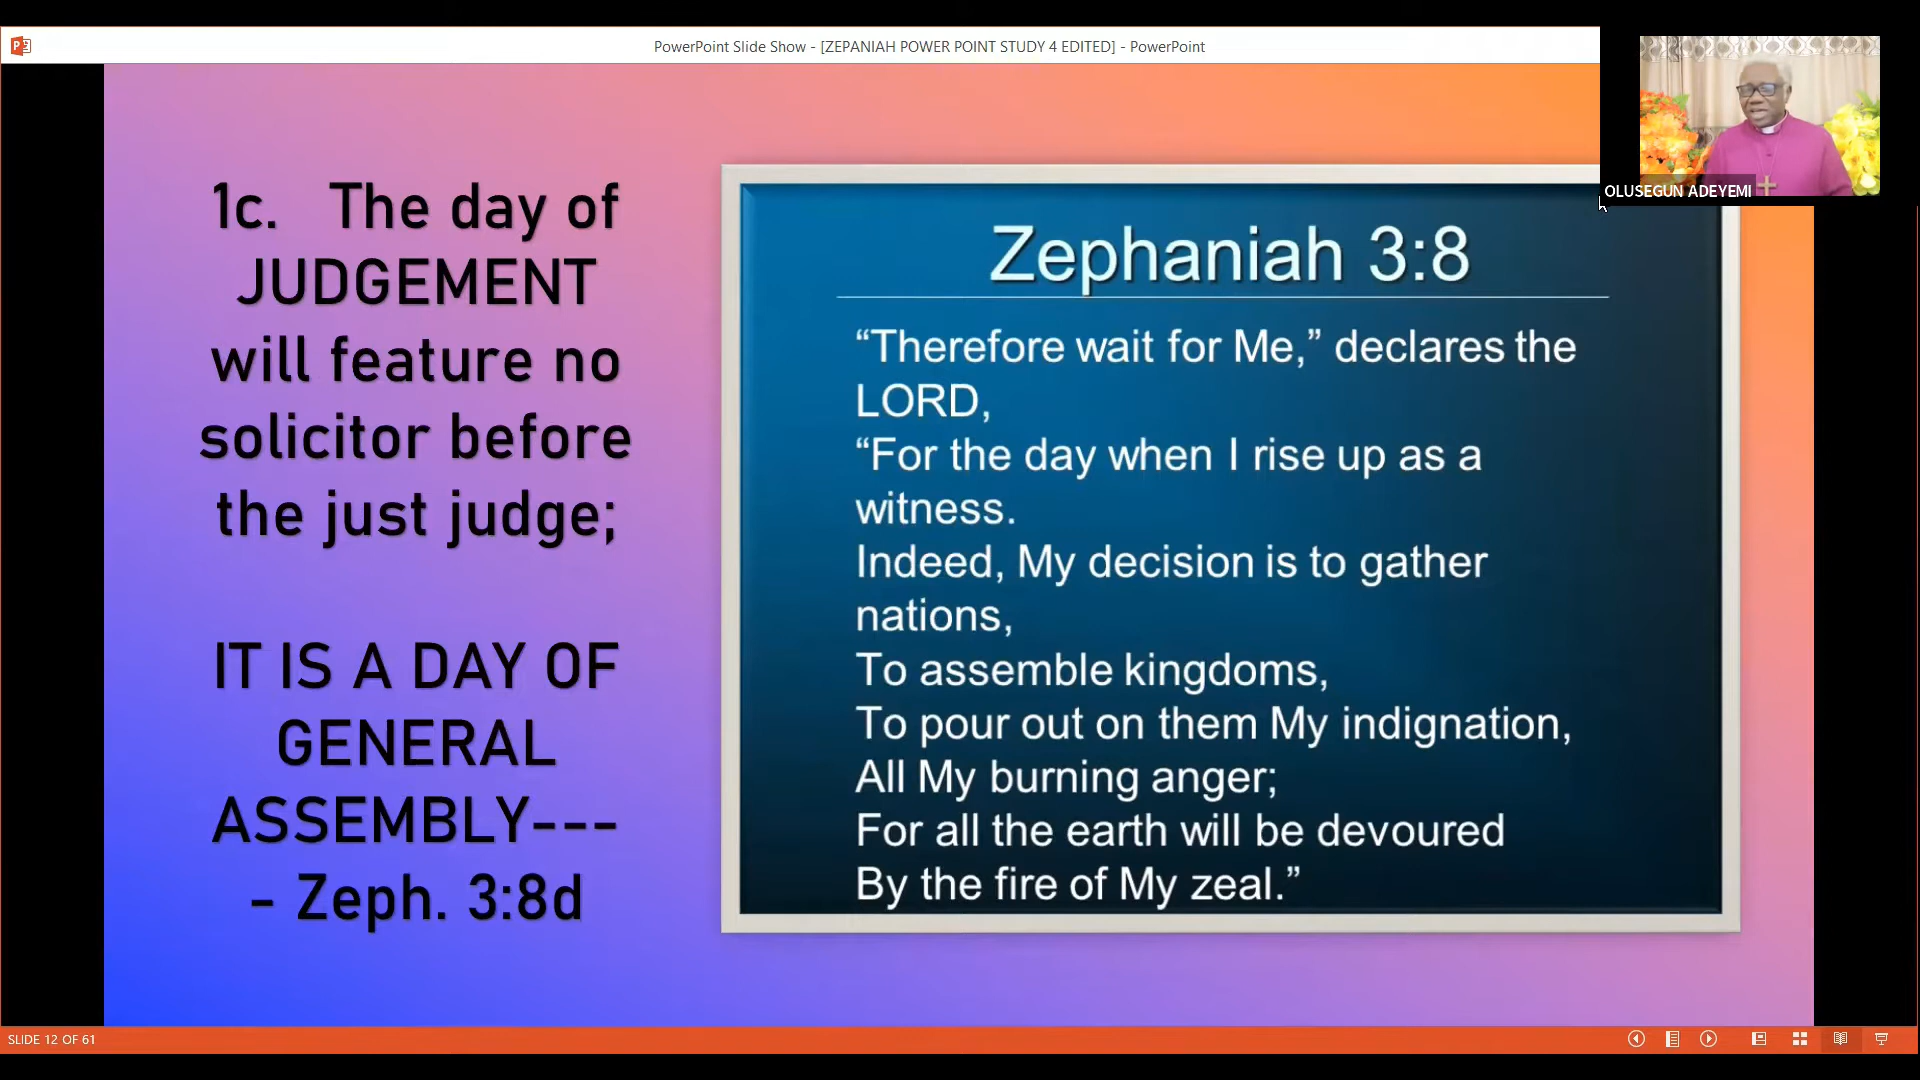 PowerPoint Slide Show - [ZEPANIAH POWER POINT STUDY 4 EDITED] - PowerPoint
OLUSEGUN ADEYEMI
1c. The day of
JUDGEMENT
will feature no
solicitor before
the just judge;
IT IS A DAY OF
GENERAL
ASSEMBLY---
- Zeph. 3:8d
Zephaniah 3:8
“Therefore wait for Me,” declares the
LORD,
“For the day when I rise up as a
witness.
Indeed, My decision is to gather
nations,
To assemble kingdoms,
To pour out on them My indignation,
All My burning anger;
For all the earth will be devoured
By the fire of My zeal.”
SLIDE 12 OF 61